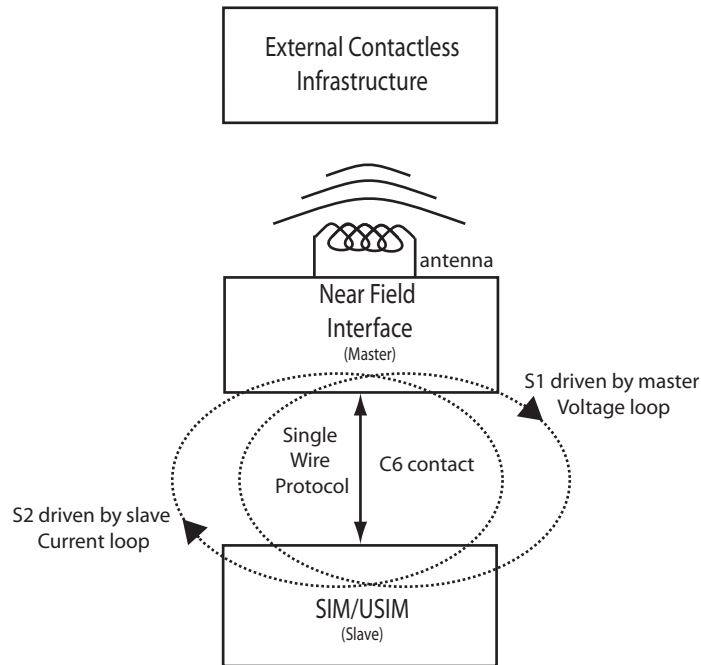 External Contactless
Infrastructure
antenna
Near Field
Interface
(Master)
S1 driven by master
Voltage loop
Single
Wire
Protocol
C6 contact
S2 driven by slave
Current loop
SIM/USIM
(Slave)